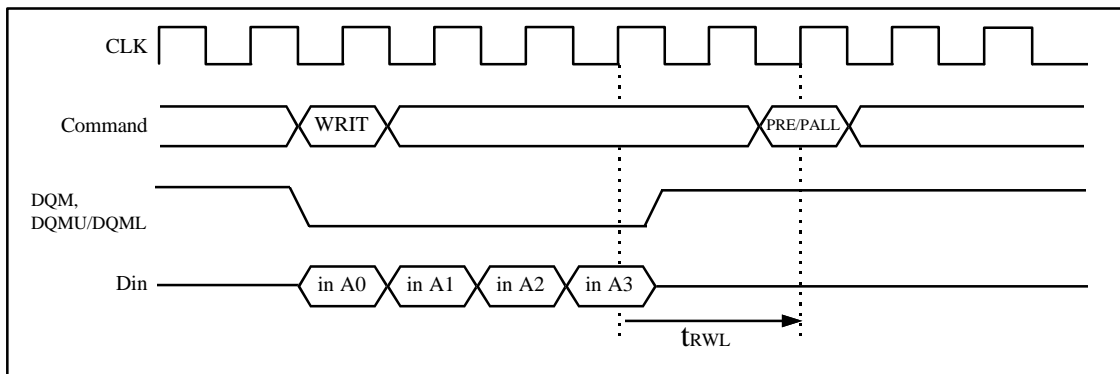 CLK
Command WRIT PRE/PALL
DQM,
DQMU/DQML
Din in A0 in A1 in A2 in A3
tRWL